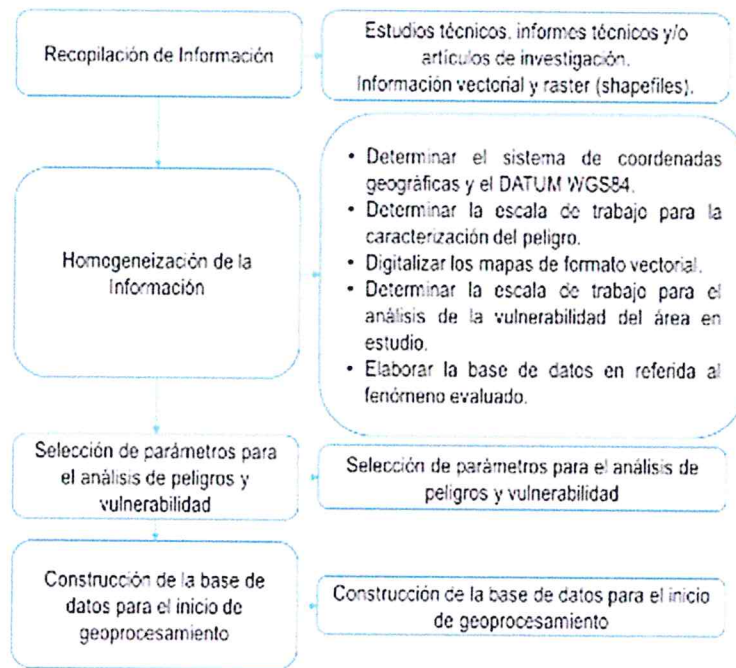 Recopilación de Información
Estudios técnicos, informes técnicos y/o
artículos de investigación.
Información vectorial y raster (shapefiles).
Homogeneización de la
Información
• Determinar el sistema de coordenadas
geográficas y el DATUM WGS84.
• Determinar la escala de trabajo para la
caracterización del peligro.
• Digitalizar los mapas de formato vectorial.
• Determinar la escala de trabajo para el
análisis de la vulnerabilidad del área en
estudio.
• Elaborar la base de datos en referida al
fenómeno evaluado.
Selección de parámetros para
el análisis de peligros y
vulnerabilidad
Selección de parámetros para el análisis de
peligros y vulnerabilidad
Construcción de la base de
datos para el inicio de
geoprocesamiento
Construcción de la base de datos para el inicio
de geoprocesamiento